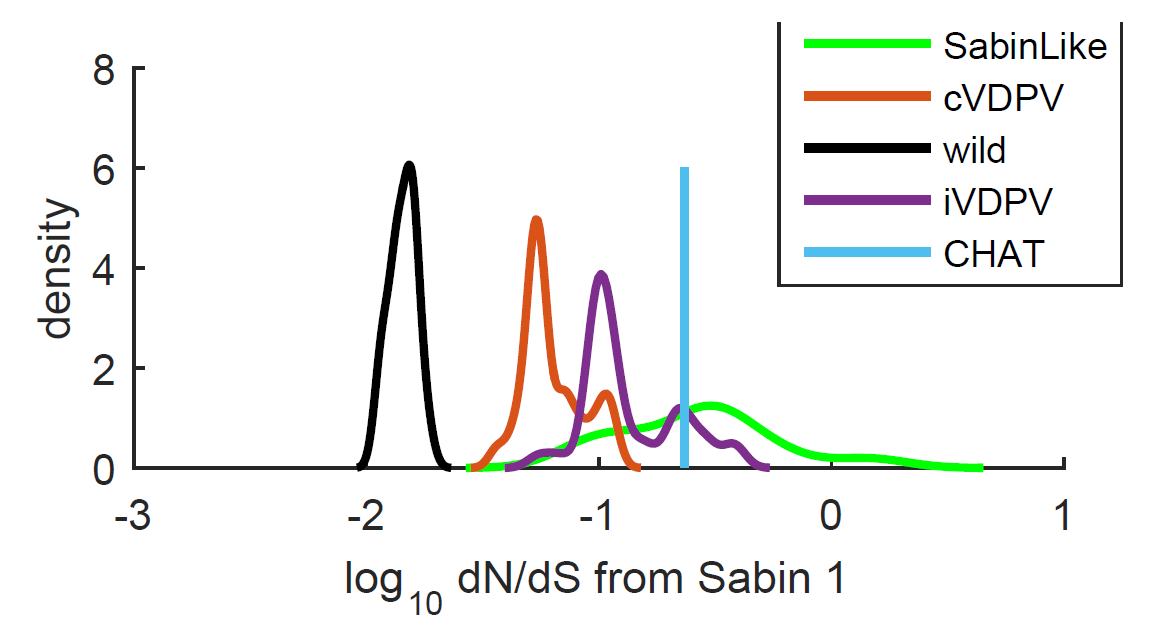 SabinLike
cVDPV
wild
iVDPV
CHAT
8
6
4
2
0
density
-3
-2
-1
0
1
log10 dN/dS from Sabin 1